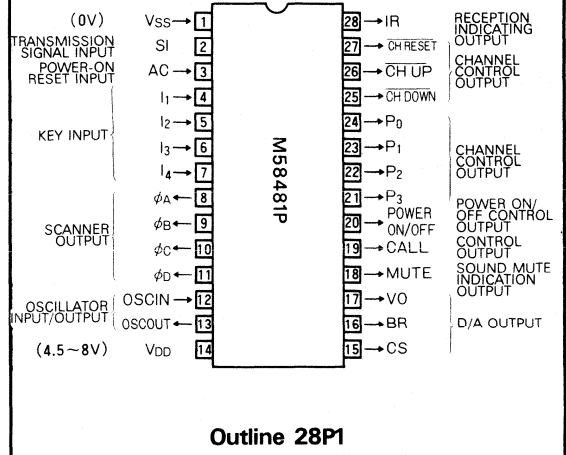 (0V) VSS→ 1
TRANSMISSION SIGNAL INPUT SI 2
POWER-ON RESET INPUT AC→ 3
KEY INPUT
I1→ 4
I2→ 5
I3→ 6
I4→ 7
SCANNER OUTPUT
φA← 8
φB← 9
φC← 10
φD← 11
OSCILLATOR INPUT/OUTPUT
OSCIN→ 12
OSCOUT← 13
(4.5~8V) VDD 14
M58481P
28 →IR RECEPTION INDICATING OUTPUT
27 →CH RESET
26 →CH UP
25 →CH DOWN
CHANNEL CONTROL OUTPUT
24 →P0
23 →P1
22 →P2
21 →P3
CHANNEL CONTROL OUTPUT
20 →POWER ON/OFF POWER ON/OFF CONTROL OUTPUT
19 →CALL CONTROL OUTPUT
18 →MUTE SOUND MUTE INDICATION OUTPUT
17 →VO
16 →BR
15 →CS
D/A OUTPUT
Outline 28P1